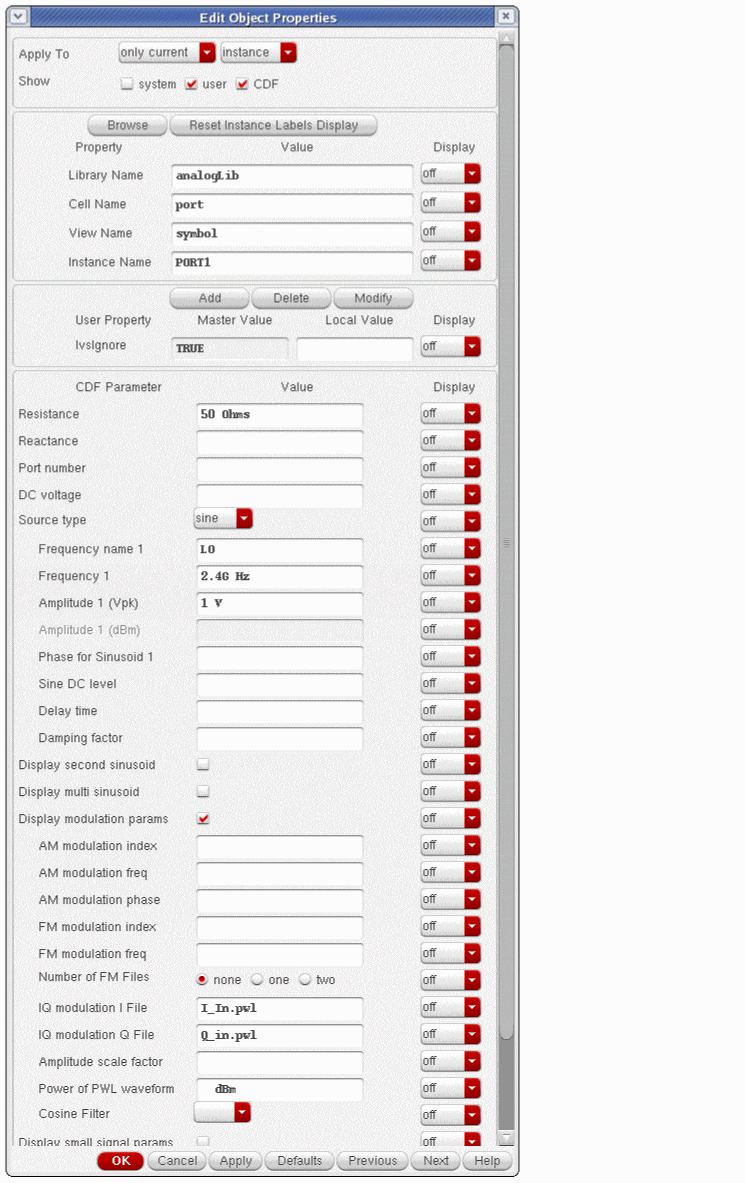 Edit Object Properties
Apply To only current instance
Show system user CDF
Browse Reset Instance Labels Display
Property Value Display
Library Name analogLib off
Cell Name port off
View Name symbol off
Instance Name PORT1 off
Add Delete Modify
User Property Master Value Local Value Display
lvsIgnore TRUE off
CDF Parameter Value Display
Resistance 50 Ohms off
Reactance off
Port number off
DC voltage off
Source type sine off
Frequency name 1 LO off
Frequency 1 2.4G Hz off
Amplitude 1 (Vpk) 1 V off
Amplitude 1 (dBm) off
Phase for Sinusoid 1 off
Sine DC level off
Delay time off
Damping factor off
Display second sinusoid off
Display multi sinusoid off
Display modulation params off
AM modulation index off
AM modulation freq off
AM modulation phase off
FM modulation index off
FM modulation freq off
Number of FM Files none one two off
IQ modulation I File I_In.pwl off
IQ modulation Q File Q_in.pwl off
Amplitude scale factor off
Power of PWL waveform dBm off
Cosine Filter off
Display small signal params off
OK Cancel Apply Defaults Previous Next Help